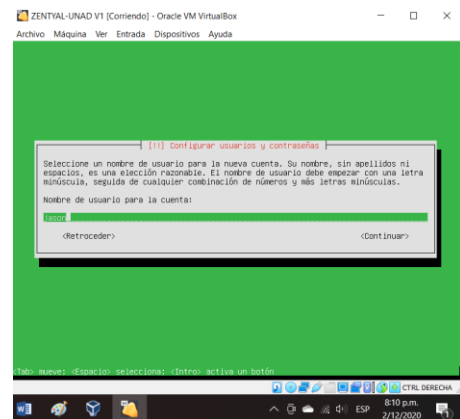 ZENTYAL-UNAD V1 [Corriendo] - Oracle VM VirtualBox
Archivo Máquina Ver Entrada Dispositivos Ayuda
[!!] Configurar usuarios y contraseñas
Seleccione un nombre de usuario para la nueva cuenta. Su nombre, sin apellidos ni
espacios, es una elección razonable. El nombre de usuario debe empezar con una letra
minúscula, seguida de cualquier combinación de números y más letras minúsculas.
Nombre de usuario para la cuenta:
jason
<Retroceder> <Continuar>
<Tab> mueve; <Espacio> selecciona; <Intro> activa un botón
CTRL DERECHA
ESP
8:10 p.m.
2/12/2020